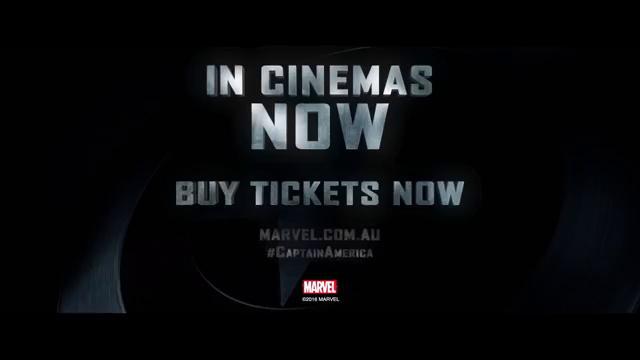 IN CINEMAS
NOW
BUY TICKETS NOW
MARVEL.COM.AU
#CAPTAINAMERICA
MARVEL
©2016 MARVEL